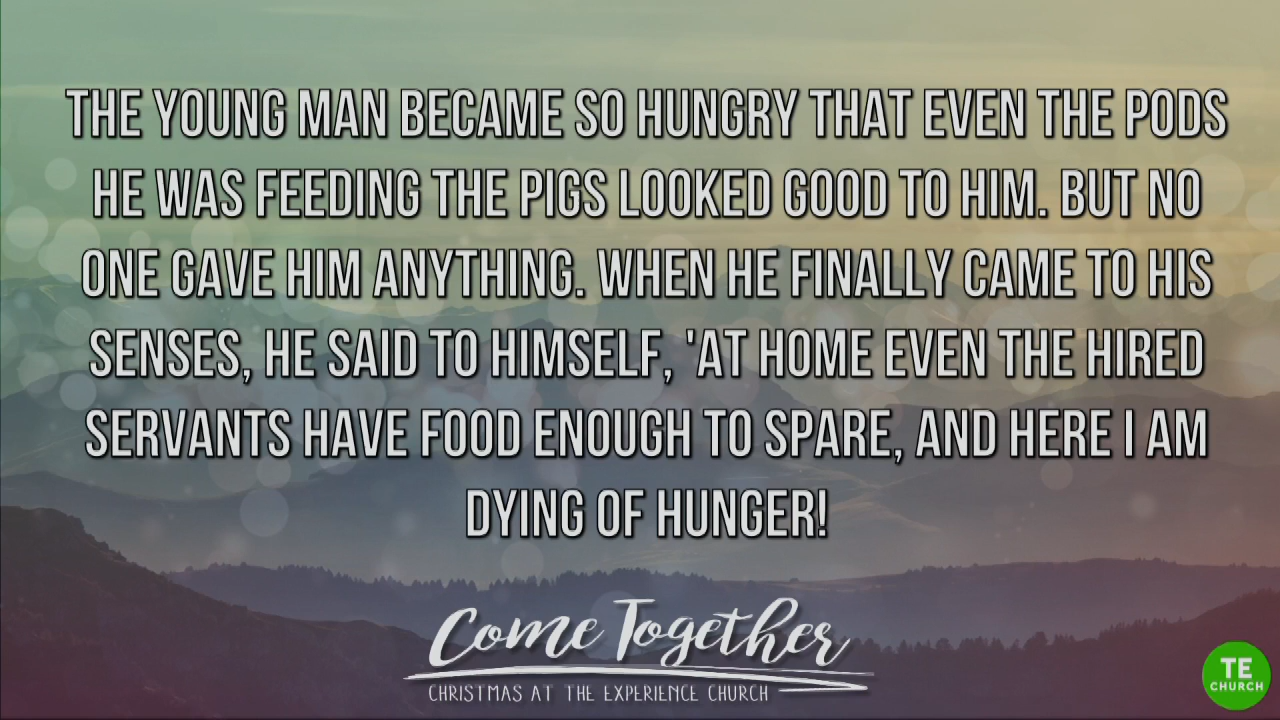 THE YOUNG MAN BECAME SO HUNGRY THAT EVEN THE PODS
HE WAS FEEDING THE PIGS LOOKED GOOD TO HIM. BUT NO
ONE GAVE HIM ANYTHING. WHEN HE FINALLY CAME TO HIS
SENSES, HE SAID TO HIMSELF, 'AT HOME EVEN THE HIRED
SERVANTS HAVE FOOD ENOUGH TO SPARE, AND HERE I AM
DYING OF HUNGER!
Come Together
CHRISTMAS AT THE EXPERIENCE CHURCH
TE
CHURCH